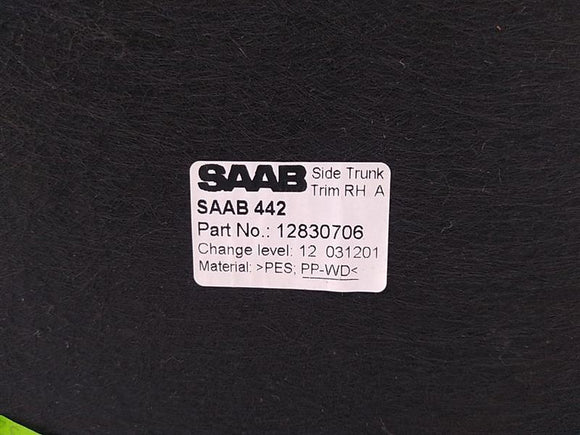 SAAB Side Trunk
Trim RH A
SAAB 442
Part No.: 12830706
Change level: 12 031201
Material: >PES; PP-WD<